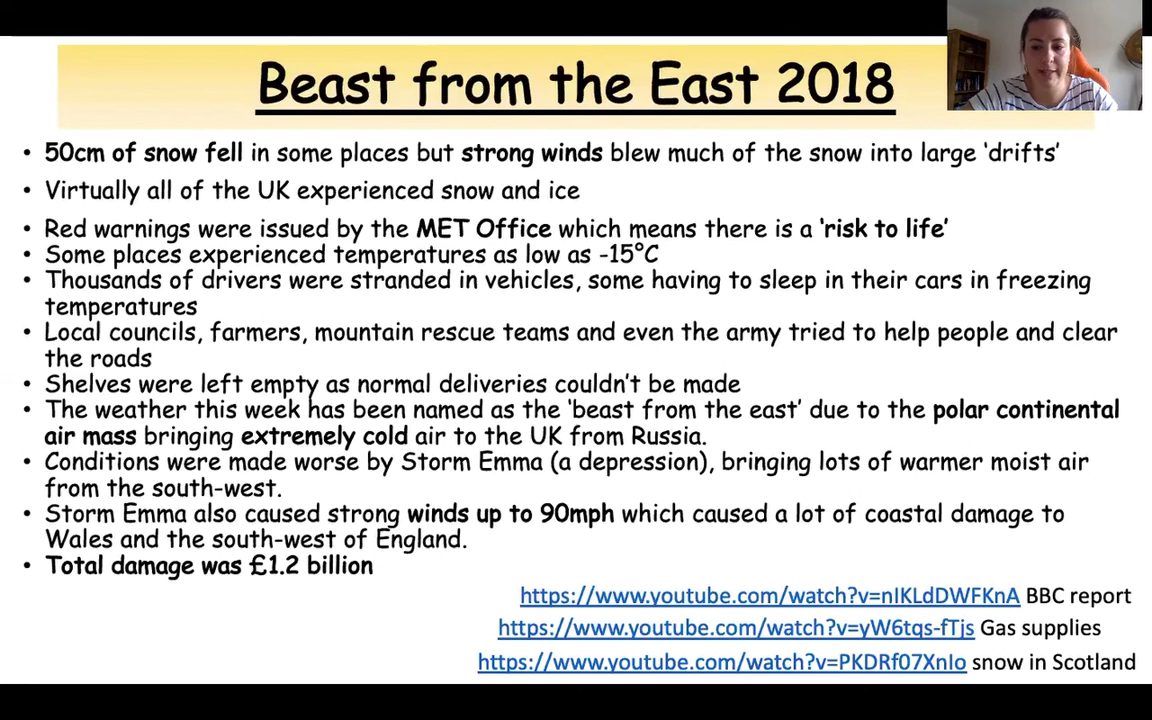 Beast from the East 2018
• 50cm of snow fell in some places but strong winds blew much of the snow into large ‘drifts’
• Virtually all of the UK experienced snow and ice
• Red warnings were issued by the MET Office which means there is a ‘risk to life’
• Some places experienced temperatures as low as -15°C
• Thousands of drivers were stranded in vehicles, some having to sleep in their cars in freezing
temperatures
• Local councils, farmers, mountain rescue teams and even the army tried to help people and clear
the roads
• Shelves were left empty as normal deliveries couldn’t be made
• The weather this week has been named as the ‘beast from the east’ due to the polar continental
air mass bringing extremely cold air to the UK from Russia.
• Conditions were made worse by Storm Emma (a depression), bringing lots of warmer moist air
from the south-west.
• Storm Emma also caused strong winds up to 90mph which caused a lot of coastal damage to
Wales and the south-west of England.
• Total damage was £1.2 billion
https://www.youtube.com/watch?v=nIKLdDWFKnA BBC report
https://www.youtube.com/watch?v=yW6tqs-fTjs Gas supplies
https://www.youtube.com/watch?v=PKDRf07XnIo snow in Scotland